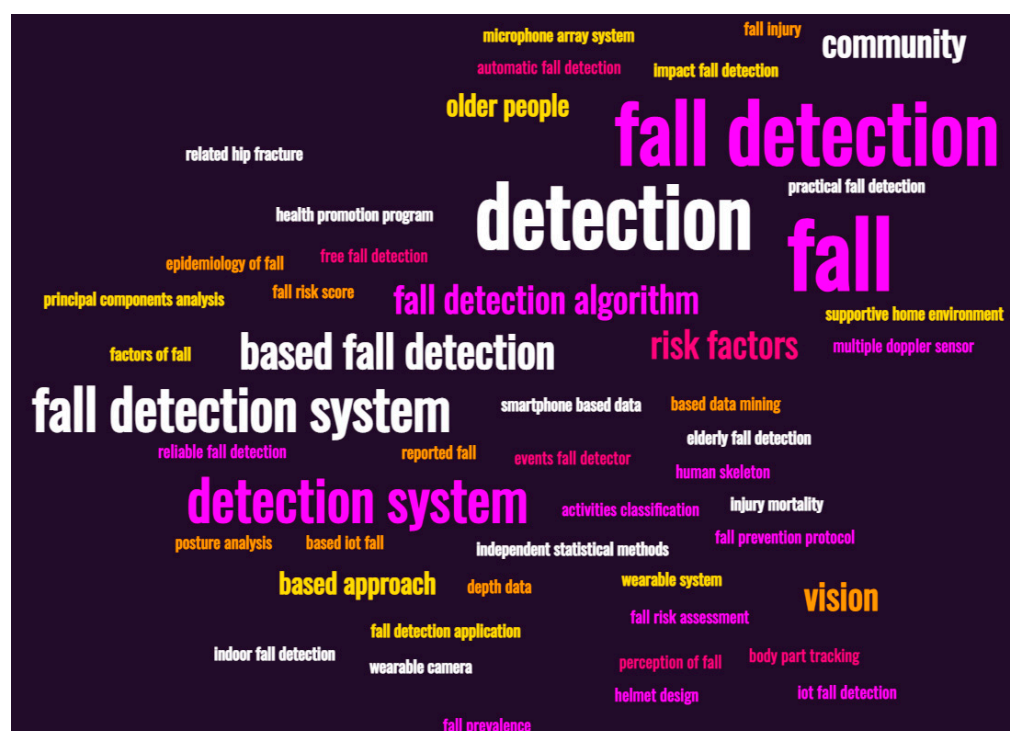 fall injury
microphone array system
community
automatic fall detection
impact fall detection
older people
fall detection
related hip fracture
practical fall detection
health promotion program
detection
fall
free fall detection
epidemiology of fall
fall risk score
principal components analysis
fall detection algorithm
supportive home environment
factors of fall
based fall detection
risk factors
multiple doppler sensor
fall detection system
smartphone based data
based data mining
elderly fall detection
reliable fall detection
reported fall
events fall detector
human skeleton
detection system
activities classification
injury mortality
posture analysis
based iot fall
independent statistical methods
fall prevention protocol
based approach
depth data
wearable system
vision
fall risk assessment
fall detection application
indoor fall detection
wearable camera
perception of fall
body part tracking
helmet design
iot fall detection
fall prevalence